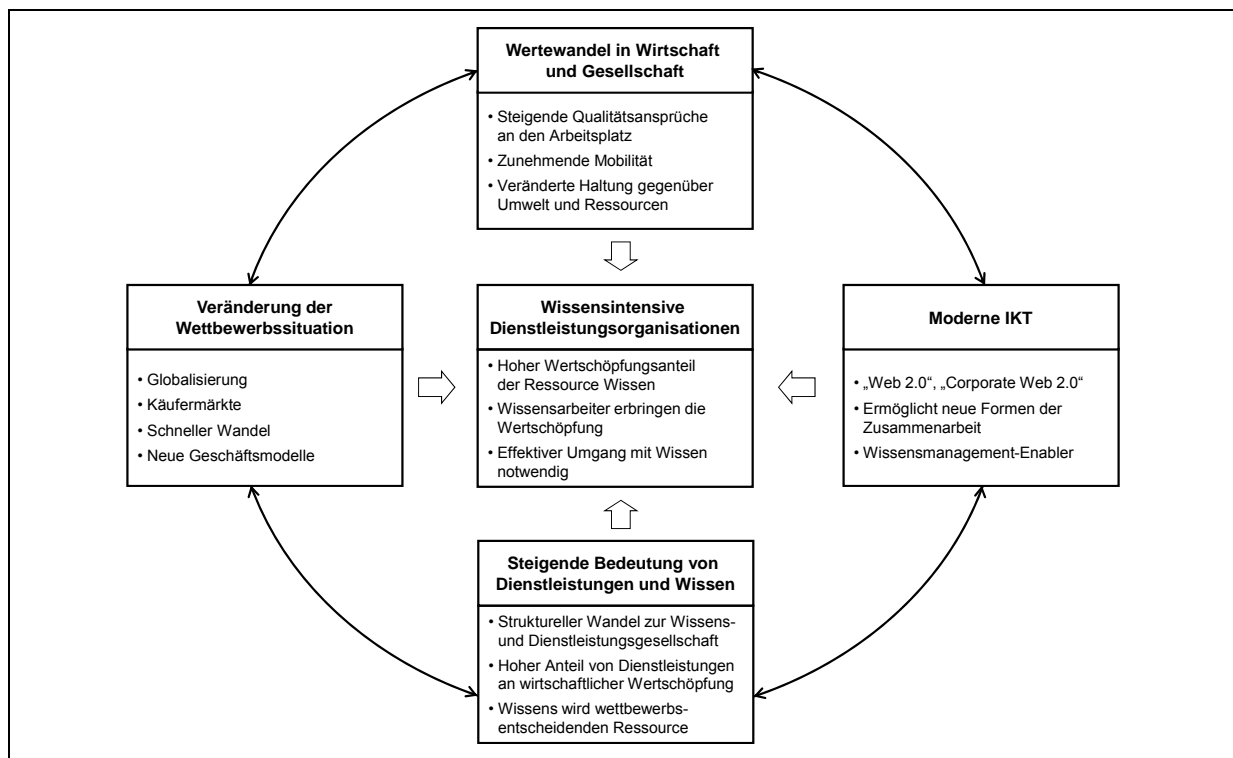 Wertewandel in Wirtschaft
und Gesellschaft
• Steigende Qualitätsansprüche
an den Arbeitsplatz
• Zunehmende Mobilität
• Veränderte Haltung gegenüber
Umwelt und Ressourcen
Veränderung der
Wettbewerbssituation
• Globalisierung
• Käufermärkte
• Schneller Wandel
• Neue Geschäftsmodelle
Wissensintensive
Dienstleistungsorganisationen
• Hoher Wertschöpfungsanteil
der Ressource Wissen
• Wissensarbeiter erbringen die
Wertschöpfung
• Effektiver Umgang mit Wissen
notwendig
Moderne IKT
• „Web 2.0“, „Corporate Web 2.0“
• Ermöglicht neue Formen der
Zusammenarbeit
• Wissensmanagement-Enabler
Steigende Bedeutung von
Dienstleistungen und Wissen
• Struktureller Wandel zur Wissens-
und Dienstleistungsgesellschaft
• Hoher Anteil von Dienstleistungen
an wirtschaftlicher Wertschöpfung
• Wissens wird wettbewerbs-
entscheidenden Ressource